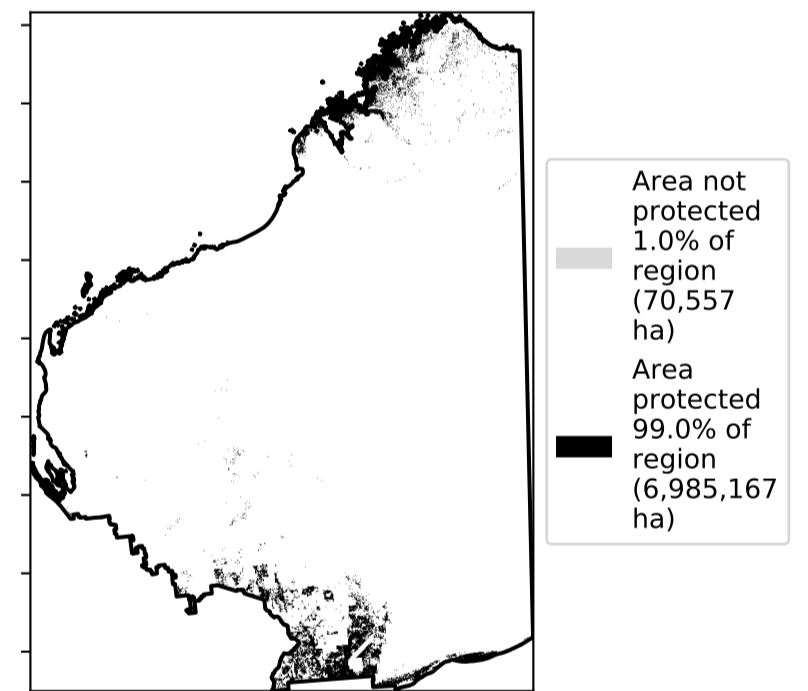 Area not
protected
1.0% of
region
(70,557
ha)
Area
protected
99.0% of
region
(6,985,167
ha)